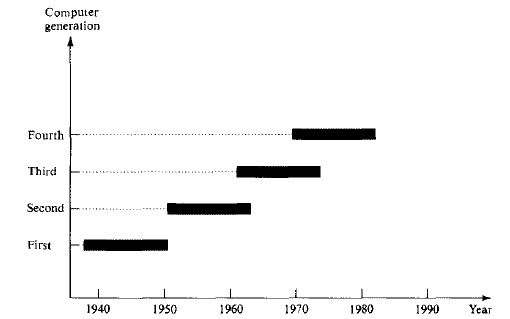 Computer
generation
Fourth
Third
Second
First
1940 1950 1960 1970 1980 1990 Year